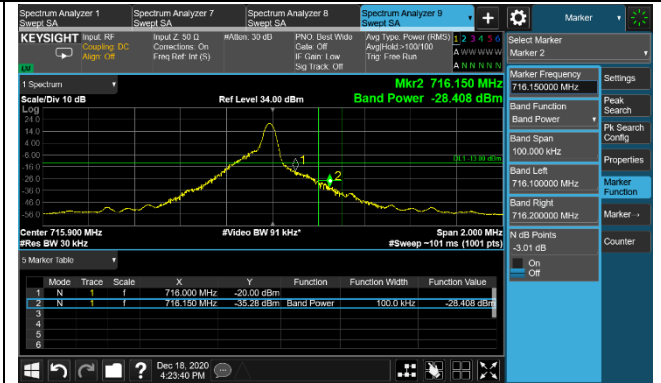 Spectrum Analyzer 1 Spectrum Analyzer 7 Spectrum Analyzer 8 Spectrum Analyzer 9 + Marker
Swept SA Swept SA Swept SA Swept SA
KEYSIGHT Input: RF Input Z: 50 Ω #Atten: 30 dB PNO: Best Wide Avg Type: Power (RMS) 1 2 3 4 5 6
Coupling: DC Corrections: On Gate: Off Avg|Hold:>100/100 A W W W W W
Align: Off Freq Ref: Int (S) IF Gain: Low Trig: Free Run
Sig Track: Off A N N N N N
LU
Select Marker
Marker 2
1 Spectrum Mkr2 716.150 MHz
Scale/Div 10 dB Ref Level 34.00 dBm Band Power -28.408 dBm
Log
24.0
14.0
4.00
-6.00
-16.0
-26.0
-36.0
-46.0
-56.0
DL1 -13.00 dBm
1
2
Center 715.900 MHz #Video BW 91 kHz* Span 2.000 MHz
#Res BW 30 kHz #Sweep ~101 ms (1001 pts)
5 Marker Table
Mode Trace Scale X Y Function Function Width Function Value
1 N 1 f 716.000 MHz -20.00 dBm
2 N 1 f 716.150 MHz -35.28 dBm Band Power 100.0 kHz -28.408 dBm
3
4
5
6
Marker Frequency
716.150000 MHz
Band Function
Band Power
Band Span
100.000 kHz
Band Left
716.100000 MHz
Band Right
716.200000 MHz
N dB Points
-3.01 dB
On
Off
Settings
Peak
Search
Pk Search
Config
Properties
Marker
Function
Marker→
Counter
? Dec 18, 2020
4:23:40 PM